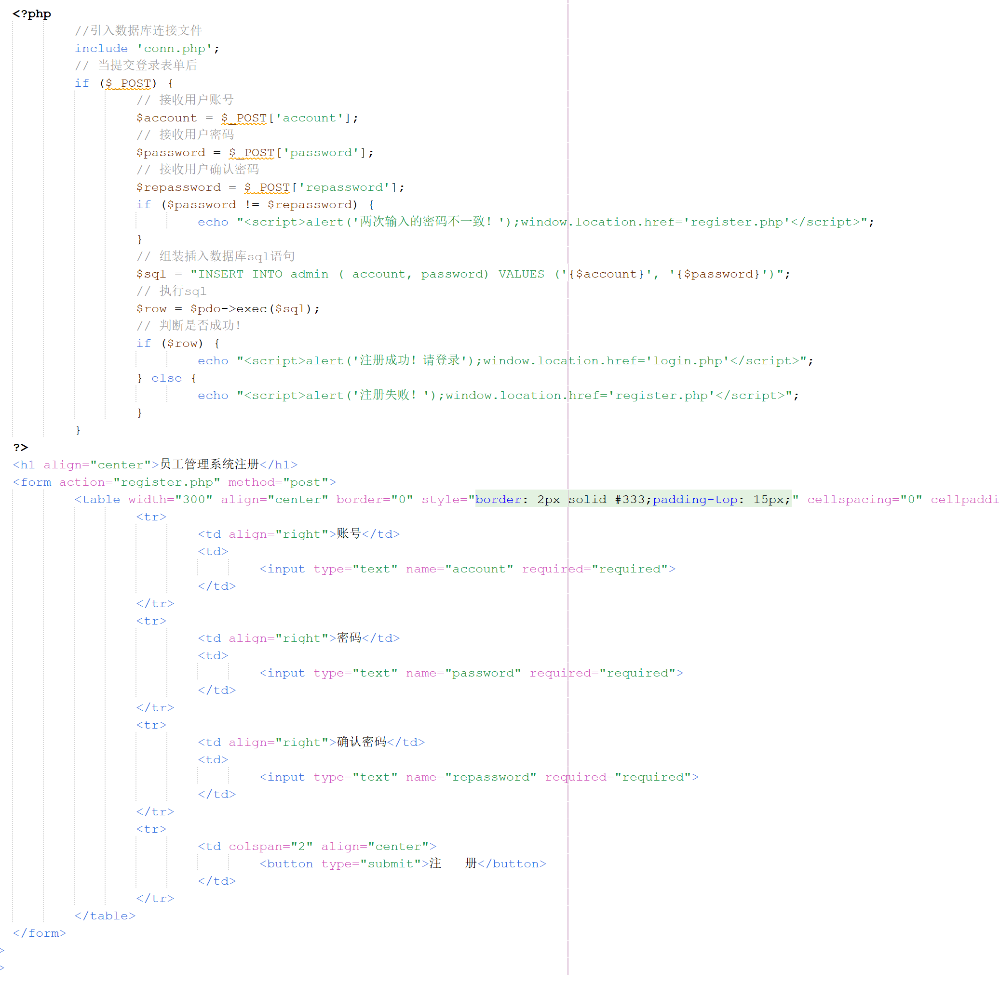 <?php
//引入数据库连接文件
include 'conn.php';
// 当提交登录表单后
if ($_POST) {
// 接收用户账号
$account = $_POST['account'];
// 接收用户密码
$password = $_POST['password'];
// 接收用户确认密码
$repassword = $_POST['repassword'];
if ($password != $repassword) {
echo "<script>alert('两次输入的密码不一致！');window.location.href='register.php'</script>";
}
// 组装插入数据库sql语句
$sql = "INSERT INTO admin ( account, password) VALUES ('{$account}', '{$password}')";
// 执行sql
$row = $pdo->exec($sql);
// 判断是否成功！
if ($row) {
echo "<script>alert('注册成功！请登录');window.location.href='login.php'</script>";
} else {
echo "<script>alert('注册失败！');window.location.href='register.php'</script>";
}
}
?>
<h1 align="center">员工管理系统注册</h1>
<form action="register.php" method="post">
<table width="300" align="center" border="0" style="border: 2px solid #333;padding-top: 15px;" cellspacing="0" cellpaddi
<tr>
<td align="right">账号</td>
<td>
<input type="text" name="account" required="required">
</td>
</tr>
<tr>
<td align="right">密码</td>
<td>
<input type="text" name="password" required="required">
</td>
</tr>
<tr>
<td align="right">确认密码</td>
<td>
<input type="text" name="repassword" required="required">
</td>
</tr>
<tr>
<td colspan="2" align="center">
<button type="submit">注　　册</button>
</td>
</tr>
</table>
</form>
>
>